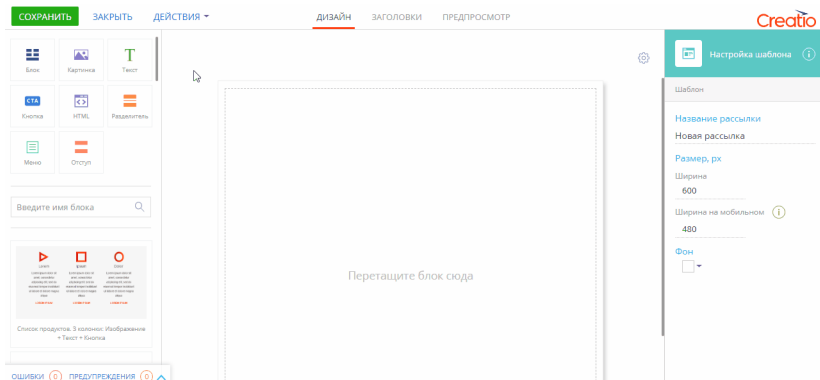 СОХРАНИТЬ ЗАКРЫТЬ ДЕЙСТВИЯ ДИЗАЙН ЗАГОЛОВКИ ПРЕДПРОСМОТР Creatio
Блок Картинка Текст
CTA
Кнопка HTML Разделитель
Меню Отступ
Введите имя блока
Список продуктов. 3 колонки: Изображение
+ Текст + Кнопка
ОШИБКИ 0 ПРЕДУПРЕЖДЕНИЯ 0
Перетащите блок сюда
Настройка шаблона
Шаблон
Название рассылки
Новая рассылка
Размер, px
Ширина
600
Ширина на мобильном
480
Фон